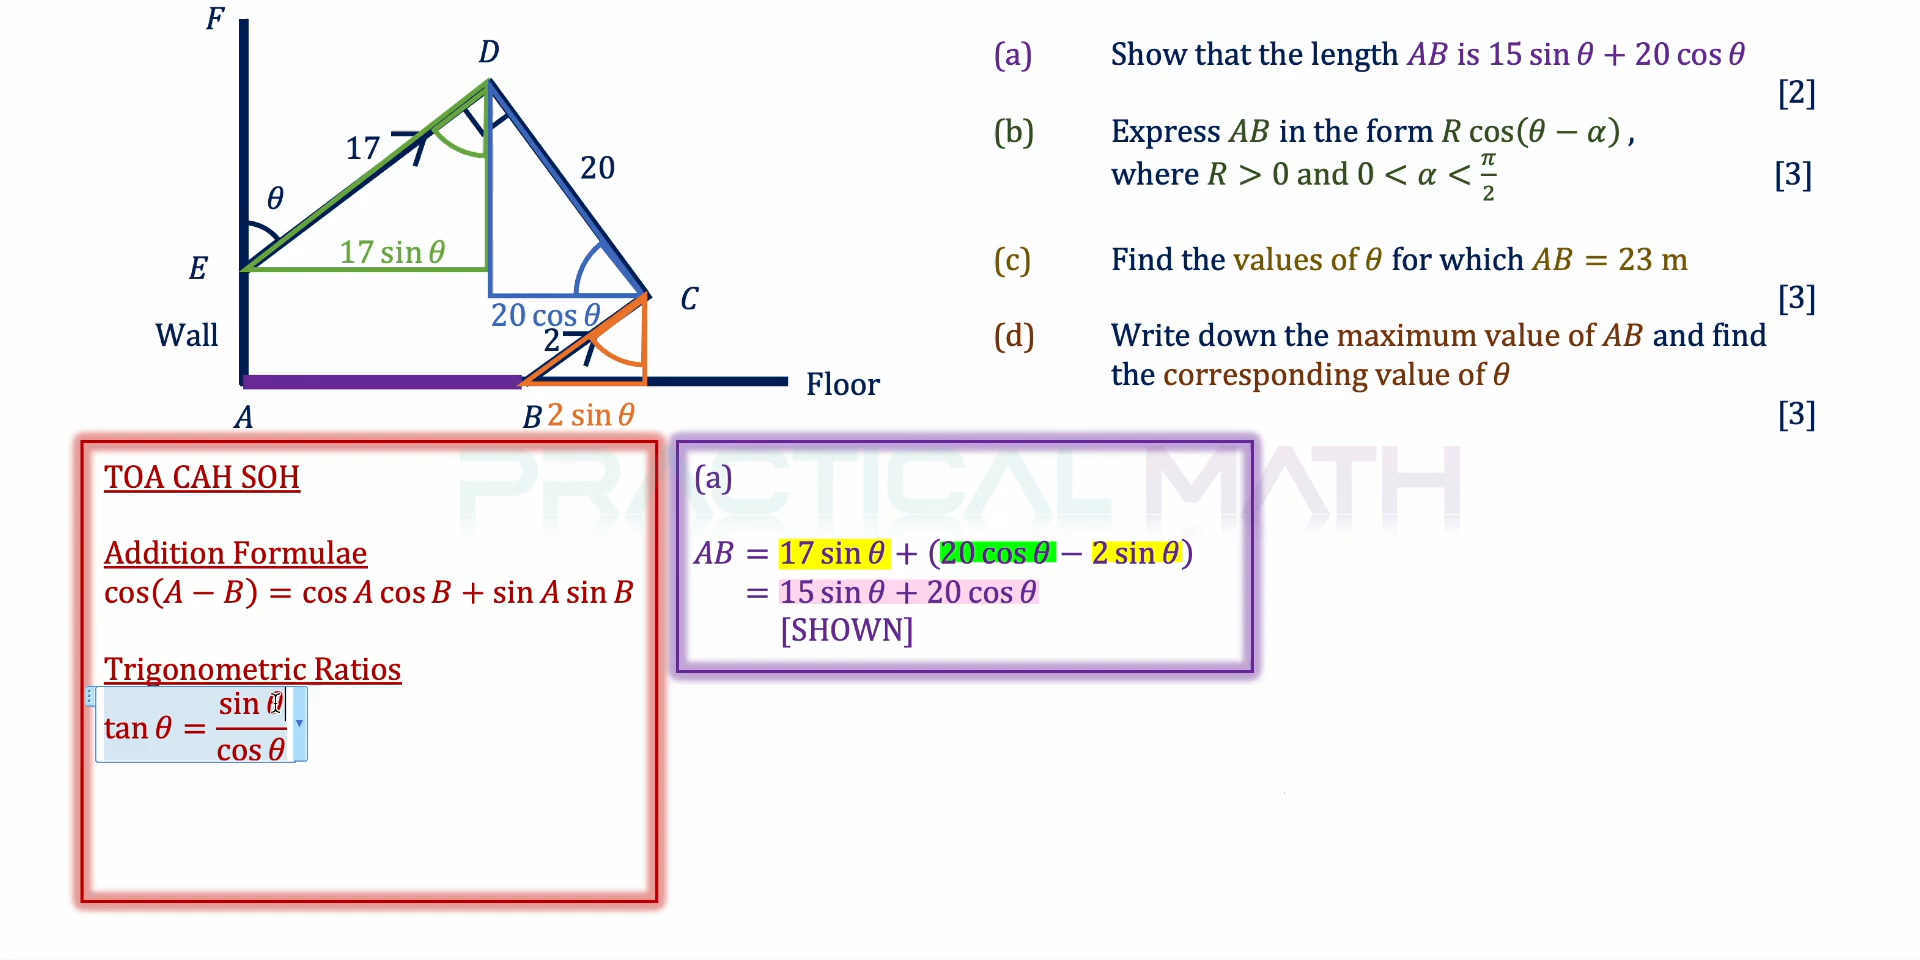 F
D
17
20
θ
17 sin θ
E
C
20 cos θ
2
Wall
Floor
A
B 2 sin θ
(a) Show that the length AB is 15 sin θ + 20 cos θ
[2]
(b) Express AB in the form R cos(θ − α) ,
where R > 0 and 0 < α < π/2 [3]
(c) Find the values of θ for which AB = 23 m
[3]
(d) Write down the maximum value of AB and find
the corresponding value of θ
[3]
PRACTICAL MATH
TOA CAH SOH
Addition Formulae
cos(A − B) = cos A cos B + sin A sin B
Trigonometric Ratios
tan θ = sin θ / cos θ
(a)
AB = 17 sin θ + (20 cos θ − 2 sin θ)
= 15 sin θ + 20 cos θ
[SHOWN]